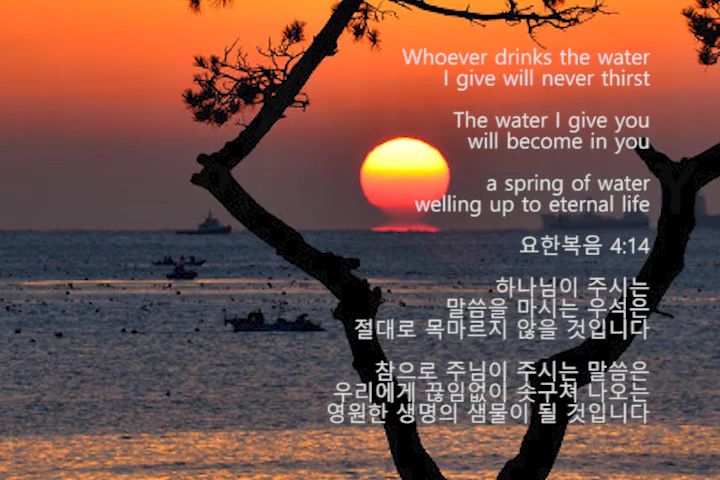 Whoever drinks the water
I give will never thirst
The water I give you
will become in you
a spring of water
welling up to eternal life
요한복음 4:14
하나님이 주시는
말씀을 마시는 우석은
절대로 목마르지 않을 것입니다
참으로 주님이 주시는 말씀은
우리에게 끊임없이 솟구쳐 나오는
영원한 생명의 샘물이 될 것입니다